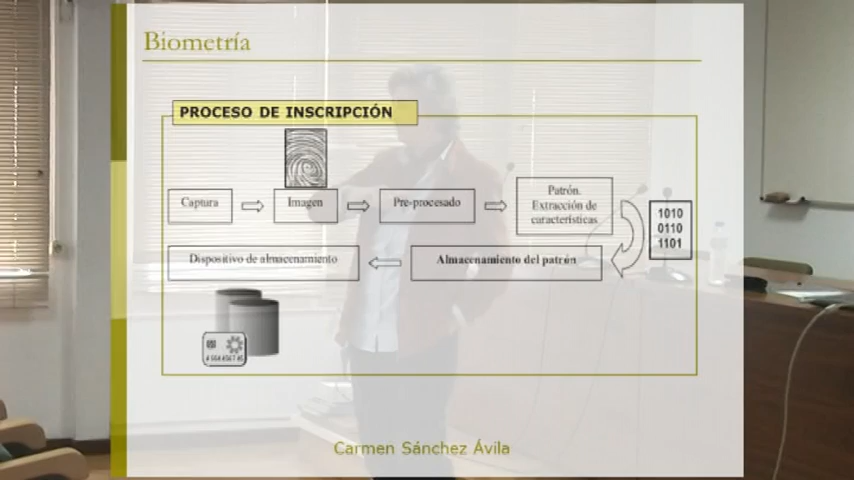 Biometría
PROCESO DE INSCRIPCIÓN
Captura
Imagen
Pre-procesado
Patrón.
Extracción de
características
1010
0110
1101
Dispositivo de almacenamiento
Almacenamiento del patrón
Carmen Sánchez Ávila